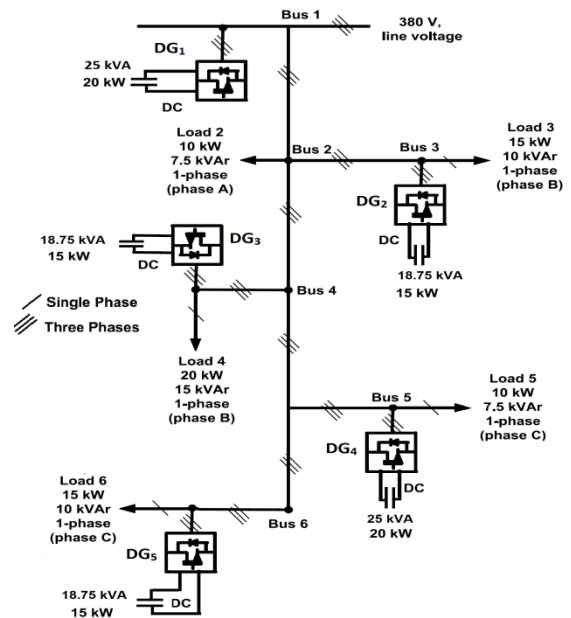 Bus 1
380 V,
line voltage
DG1
25 kVA
20 kW
DC
Load 2
10 kW
7.5 kVAr
1-phase
(phase A)
Bus 2
Bus 3
Load 3
15 kW
10 kVAr
1-phase
(phase B)
DG2
DC
18.75 kVA
15 kW
18.75 kVA
15 kW
DC
DG3
Bus 4
Single Phase
Three Phases
Load 4
20 kW
15 kVAr
1-phase
(phase B)
Bus 5
Load 5
10 kW
7.5 kVAr
1-phase
(phase C)
DG4
DC
25 kVA
20 kW
Load 6
15 kW
10 kVAr
1-phase
(phase C)
Bus 6
DG5
18.75 kVA
15 kW
DC